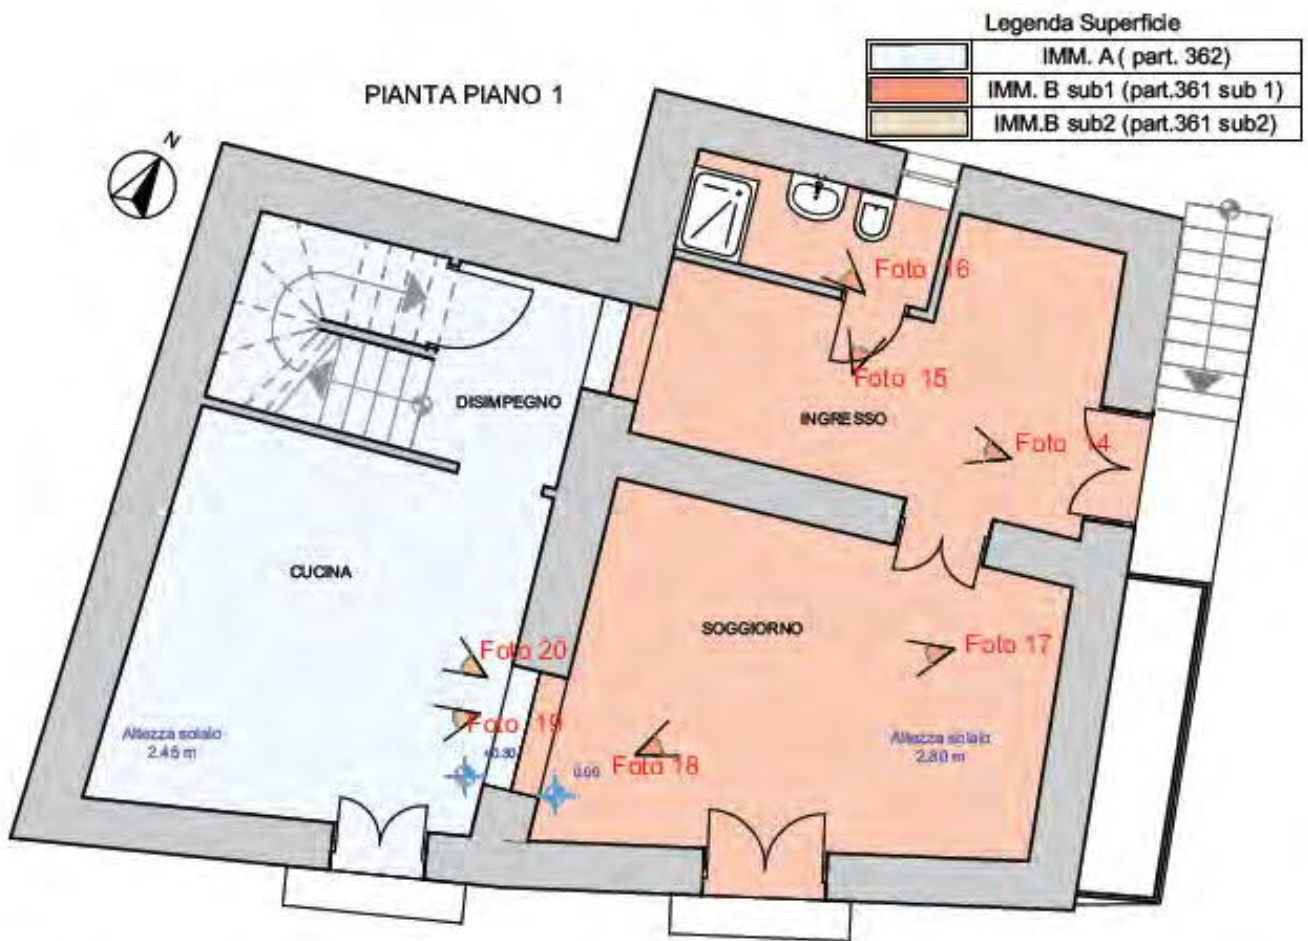 Legenda Superficie
IMM. A ( part. 362)
IMM. B sub1 (part.361 sub 1)
IMM.B sub2 (part.361 sub2)
PIANTA PIANO 1
N
Foto 16
Foto 15
DISIMPEGNO
INGRESSO
Foto 14
CUCINA
SOGGIORNO
Foto 20
Foto 17
Foto 19
Altezza solaio
2.45 m
Altezza solaio
2.80 m
+0.30
0.00
Foto 18